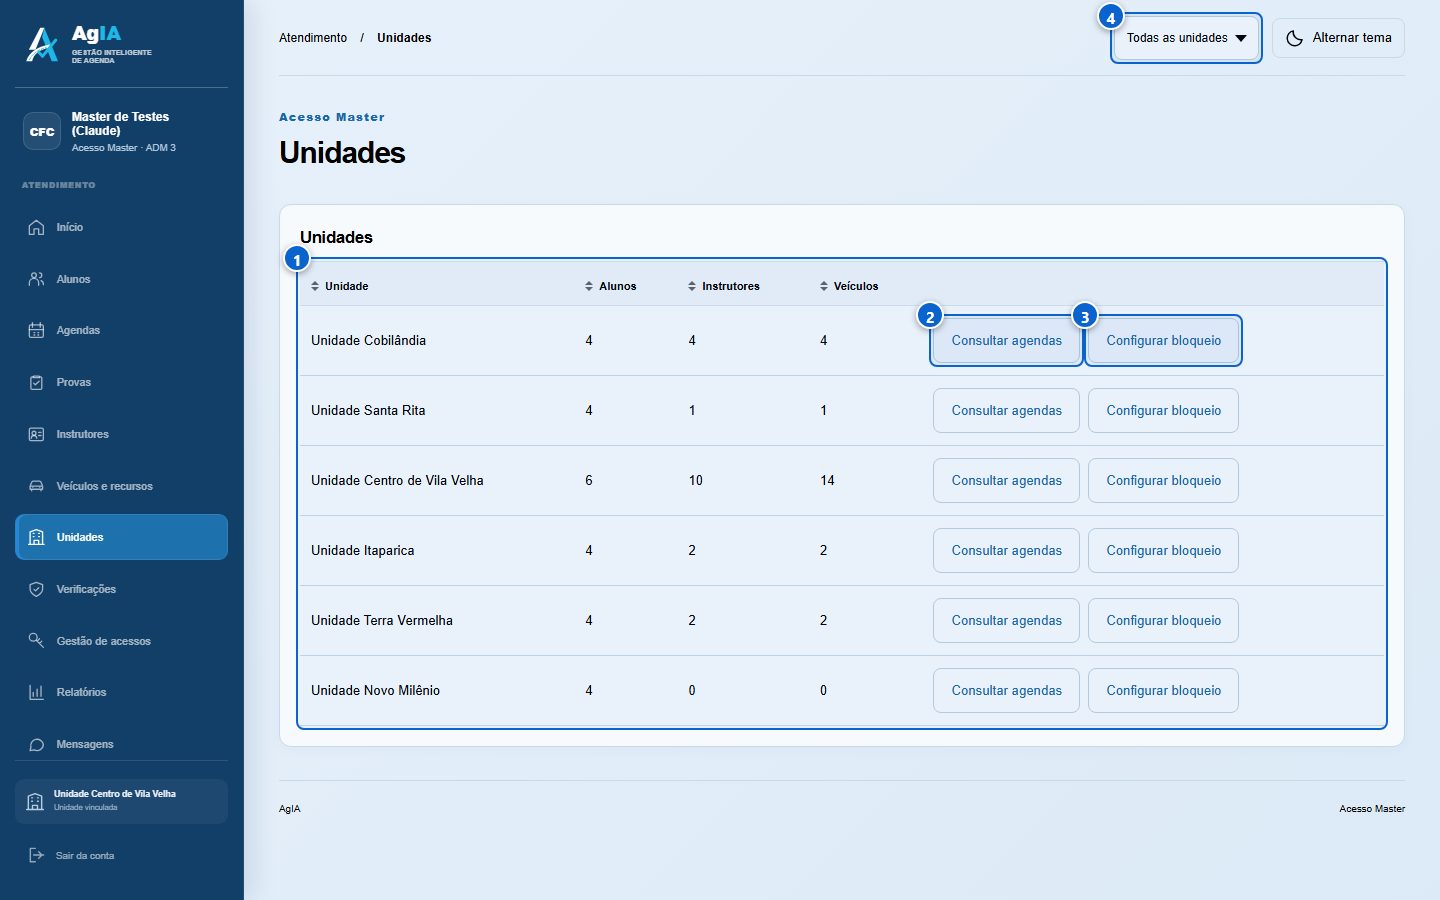 AgIA
GESTÃO INTELIGENTE
DE AGENDA
CFC
Master de Testes
(Claude)
Acesso Master · ADM 3
ATENDIMENTO
Início
Alunos
Agendas
Provas
Instrutores
Veículos e recursos
Unidades
Verificações
Gestão de acessos
Relatórios
Mensagens
Unidade Centro de Vila Velha
Unidade vinculada
Sair da conta
Atendimento / Unidades
4
Todas as unidades
Alternar tema
Acesso Master
Unidades
Unidades
1
Unidade Alunos Instrutores Veículos
2 3
Unidade Cobilândia 4 4 4 Consultar agendas Configurar bloqueio
Unidade Santa Rita 4 1 1 Consultar agendas Configurar bloqueio
Unidade Centro de Vila Velha 6 10 14 Consultar agendas Configurar bloqueio
Unidade Itaparica 4 2 2 Consultar agendas Configurar bloqueio
Unidade Terra Vermelha 4 2 2 Consultar agendas Configurar bloqueio
Unidade Novo Milênio 4 0 0 Consultar agendas Configurar bloqueio
AgIA Acesso Master